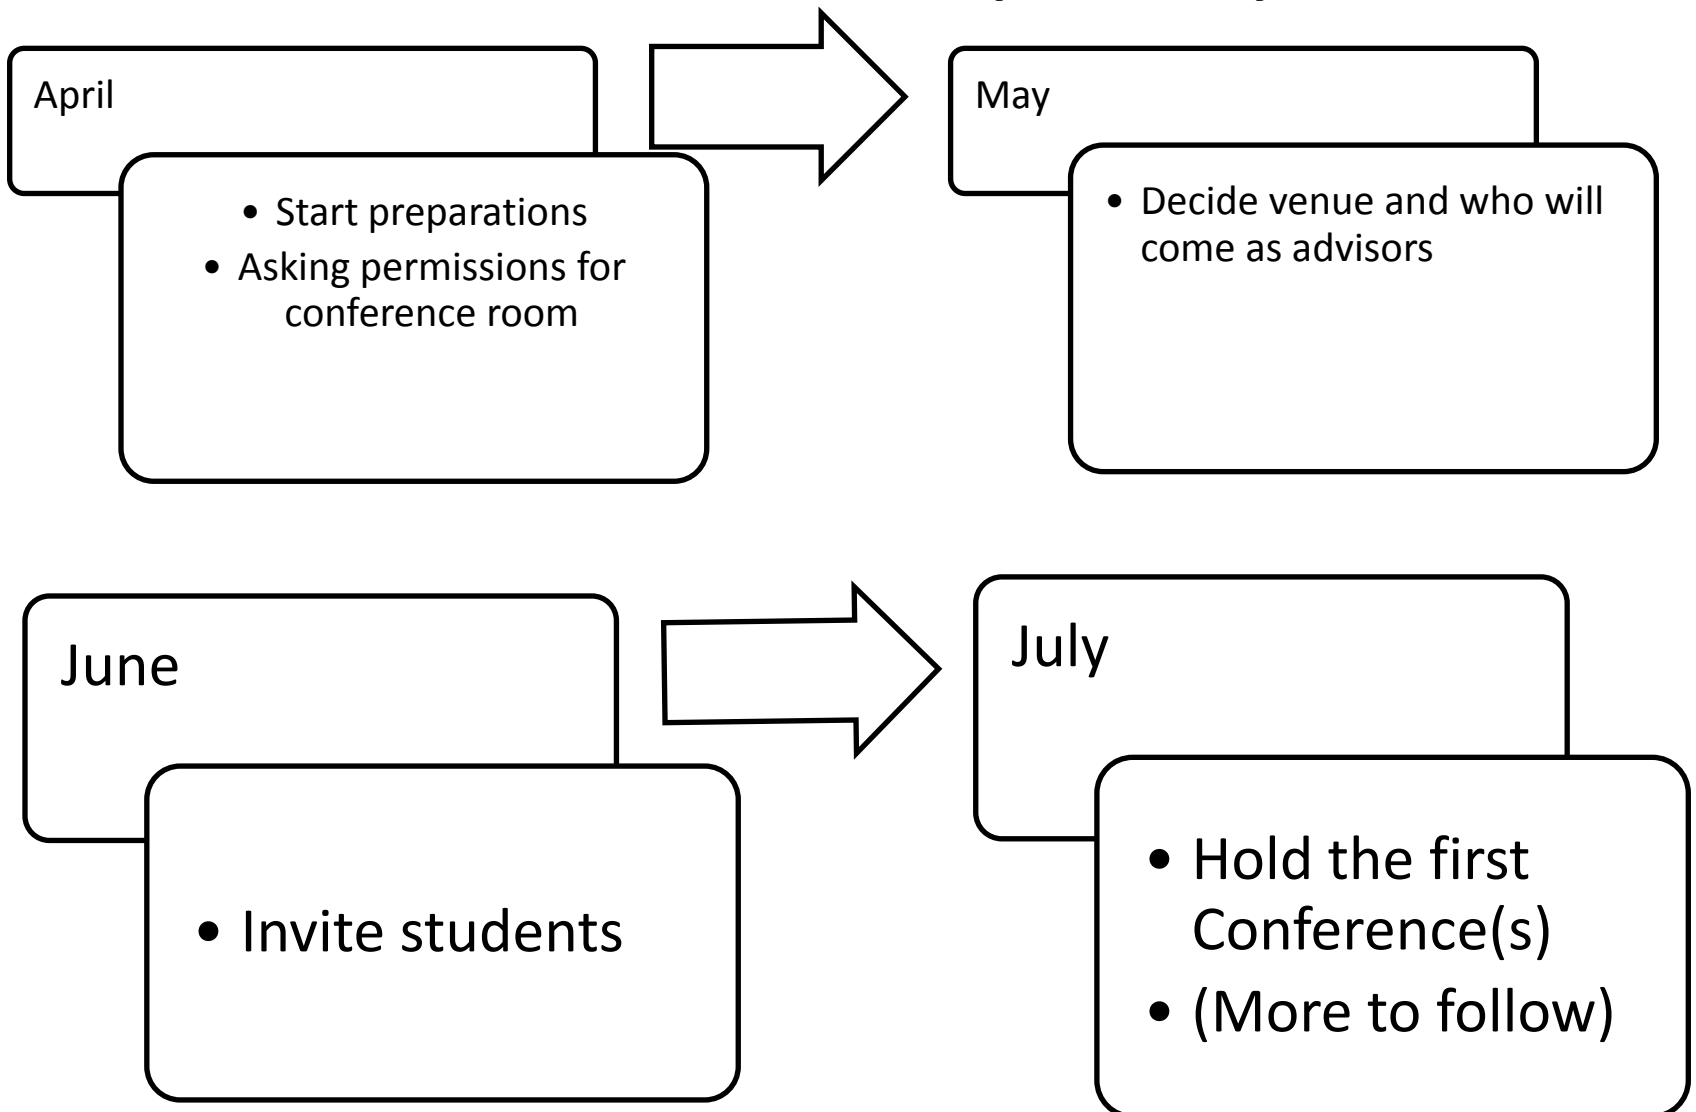 April
• Start preparations
• Asking permissions for
conference room
May
• Decide venue and who will
come as advisors
June
• Invite students
July
• Hold the first
Conference(s)
• (More to follow)